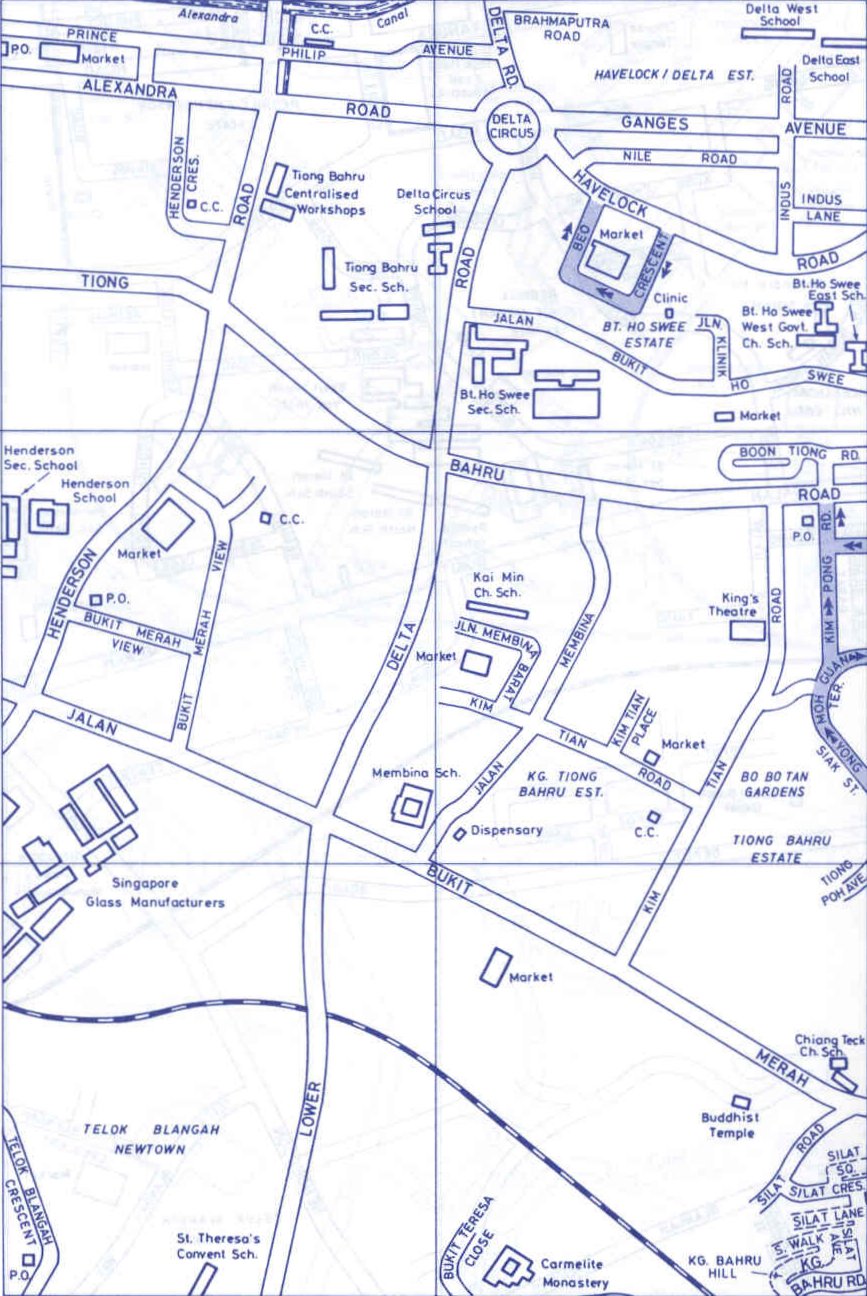 Alexandra
Canal
C.C.
PRINCE
PHILIP
AVENUE
P.O.
Market
ALEXANDRA
ROAD
DELTA RD.
BRAHMAPUTRA
ROAD
Delta West
School
Delta East
School
HAVELOCK / DELTA EST.
ROAD
INDUS
DELTA
CIRCUS
GANGES
AVENUE
NILE ROAD
HAVELOCK
ROAD
INDUS
LANE
HENDERSON
CRES.
C.C.
ROAD
Tiong Bahru
Centralised
Workshops
Delta Circus
School
Tiong Bahru
Sec. Sch.
ROAD
BEO
CRESCENT
Market
Clinic
BT. HO SWEE
ESTATE
JLN.
KLINIK
Bt. Ho Swee
East Sch.
Bt. Ho Swee
West Govt.
Ch. Sch.
TIONG
JALAN
BUKIT
HO
SWEE
Bt. Ho Swee
Sec. Sch.
Market
BAHRU
ROAD
BOON TIONG RD.
Henderson
Sec. School
Henderson
School
Market
C.C.
P.O.
HENDERSON
BUKIT MERAH
VIEW
BUKIT
MERAH
VIEW
Kai Min
Ch. Sch.
JLN. MEMBINA
BARAT
Market
MEMBINA
JALAN
DELTA
P.O.
King's
Theatre
ROAD
KIM PONG RD.
MOH GUAN
TER.
YONG
SIAK ST.
JALAN
KIM
TIAN
ROAD
KIM TIAN
PLACE
Market
TIAN
KIM
Membina Sch.
KG. TIONG
BAHRU EST.
BO BO TAN
GARDENS
Dispensary
C.C.
TIONG BAHRU
ESTATE
TIONG
POH AVE.
BUKIT
Singapore
Glass Manufacturers
Market
MERAH
Chiang Teck
Ch. Sch.
Buddhist
Temple
LOWER
TELOK BLANGAH
NEWTOWN
TELOK BLANGAH
CRESCENT
P.O.
St. Theresa's
Convent Sch.
BUKIT TERESA
CLOSE
Carmelite
Monastery
SILAT
ROAD
SILAT
SQ.
SILAT CRES.
SILAT LANE
S. WALK
SILAT
AVE
KG. BAHRU
HILL
KG.
BAHRU RD.